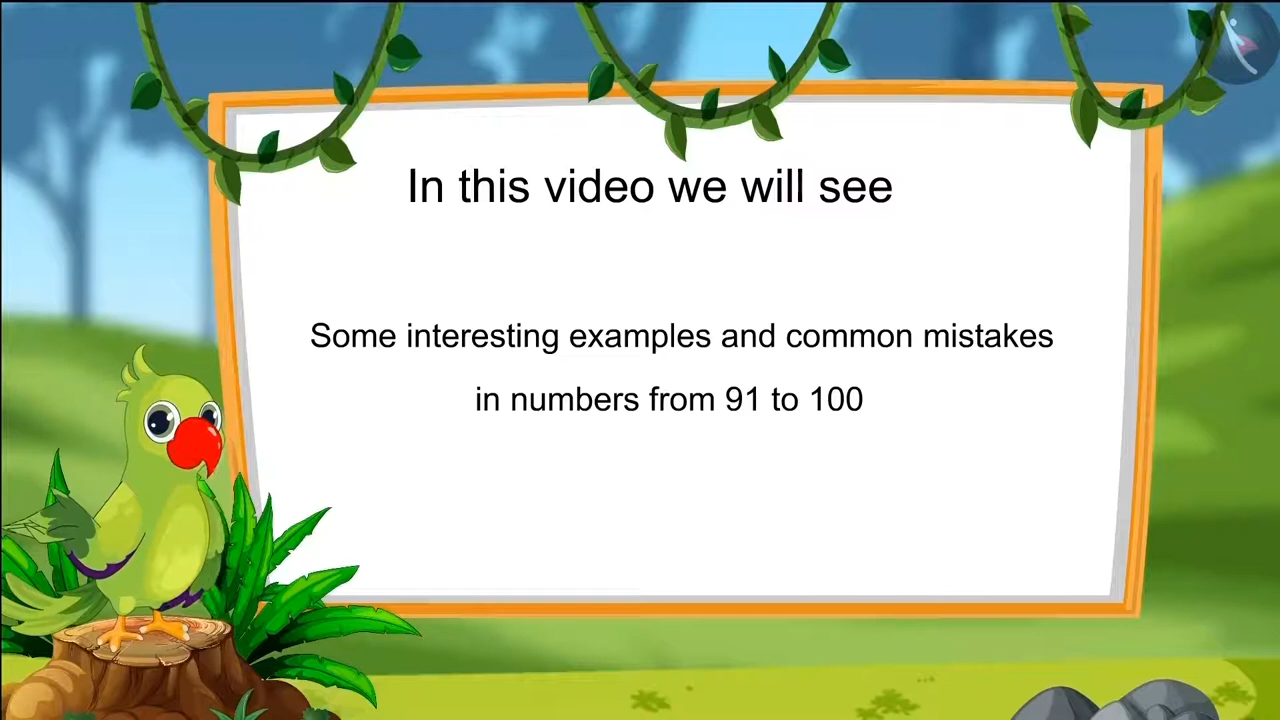 In this video we will see
Some interesting examples and common mistakes
in numbers from 91 to 100